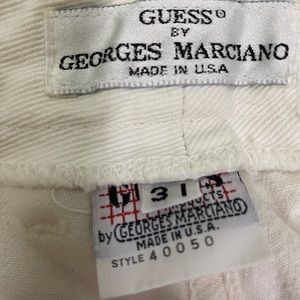 GUESS®
BY
GEORGES MARCIANO
MADE IN U.S.A
31
by GEORGES MARCIANO
MADE IN U.S.A.
STYLE 40050